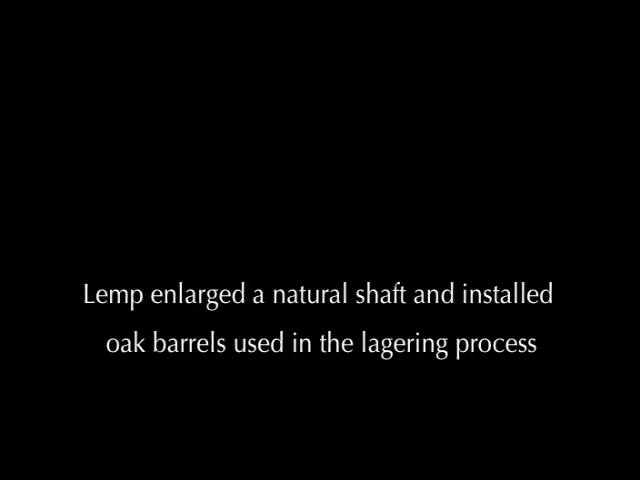 Lemp enlarged a natural shaft and installed
oak barrels used in the lagering process